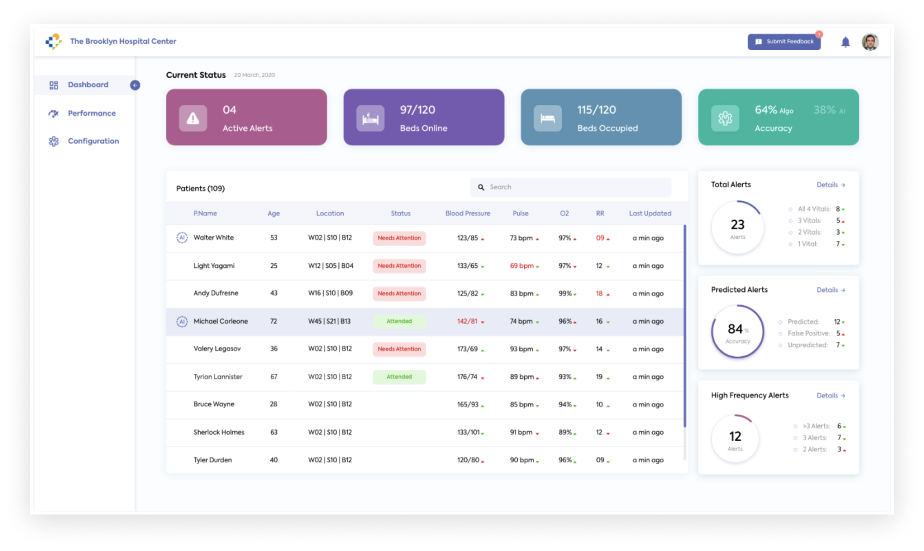 The Brooklyn Hospital Center
Submit Feedback
Dashboard
Performance
Configuration
Current Status 20 March, 2020
04
Active Alerts
97/120
Beds Online
115/120
Beds Occupied
64% Algo 38% AI
Accuracy
Patients (109)
Search
P.Name Age Location Status Blood Pressure Pulse O2 RR Last Updated
AI Walter White 53 W02 | S10 | B12 Needs Attention 123/85 73 bpm 97% 09 a min ago
Light Yagami 25 W12 | S05 | B04 Needs Attention 133/65 69 bpm 97% 12 a min ago
Andy Dufresne 43 W16 | S10 | B09 Needs Attention 125/82 83 bpm 99% 18 a min ago
AI Michael Corleone 72 W45 | S21 | B13 Attended 142/81 74 bpm 96% 16 a min ago
Valery Legasov 36 W02 | S10 | B12 Needs Attention 173/69 93 bpm 97% 14 a min ago
Tyrion Lannister 67 W02 | S10 | B12 Attended 176/74 89 bpm 93% 19 a min ago
Bruce Wayne 28 W02 | S10 | B12 165/93 85 bpm 94% 10 a min ago
Sherlock Holmes 63 W02 | S10 | B12 133/101 91 bpm 89% 12 a min ago
Tyler Durden 40 W02 | S10 | B12 120/80 90 bpm 96% 09 a min ago
Total Alerts Details →
23
Alerts
All 4 Vitals: 8
3 Vitals: 5
2 Vitals: 3
1 Vital: 7
Predicted Alerts Details →
84 %
Accuracy
Predicted: 12
False Positive: 5
Unpredicted: 7
High Frequency Alerts Details →
12
Alerts
>3 Alerts: 6
3 Alerts: 7
2 Alerts: 3